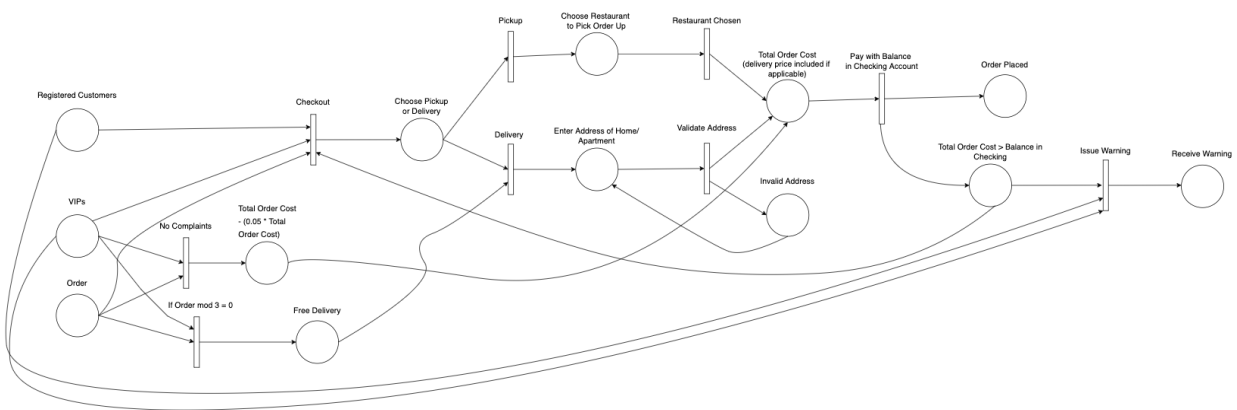 Pickup
Choose Restaurant
to Pick Order Up
Restaurant Chosen
Total Order Cost
(delivery price included if
applicable)
Pay with Balance
in Checking Account
Order Placed
Registered Customers
Checkout
Choose Pickup
or Delivery
Delivery
Enter Address of Home/
Apartment
Validate Address
Invalid Address
Total Order Cost > Balance in
Checking
Issue Warning
Receive Warning
VIPs
No Complaints
Total Order Cost
- (0.05 * Total
Order Cost)
Order
If Order mod 3 = 0
Free Delivery